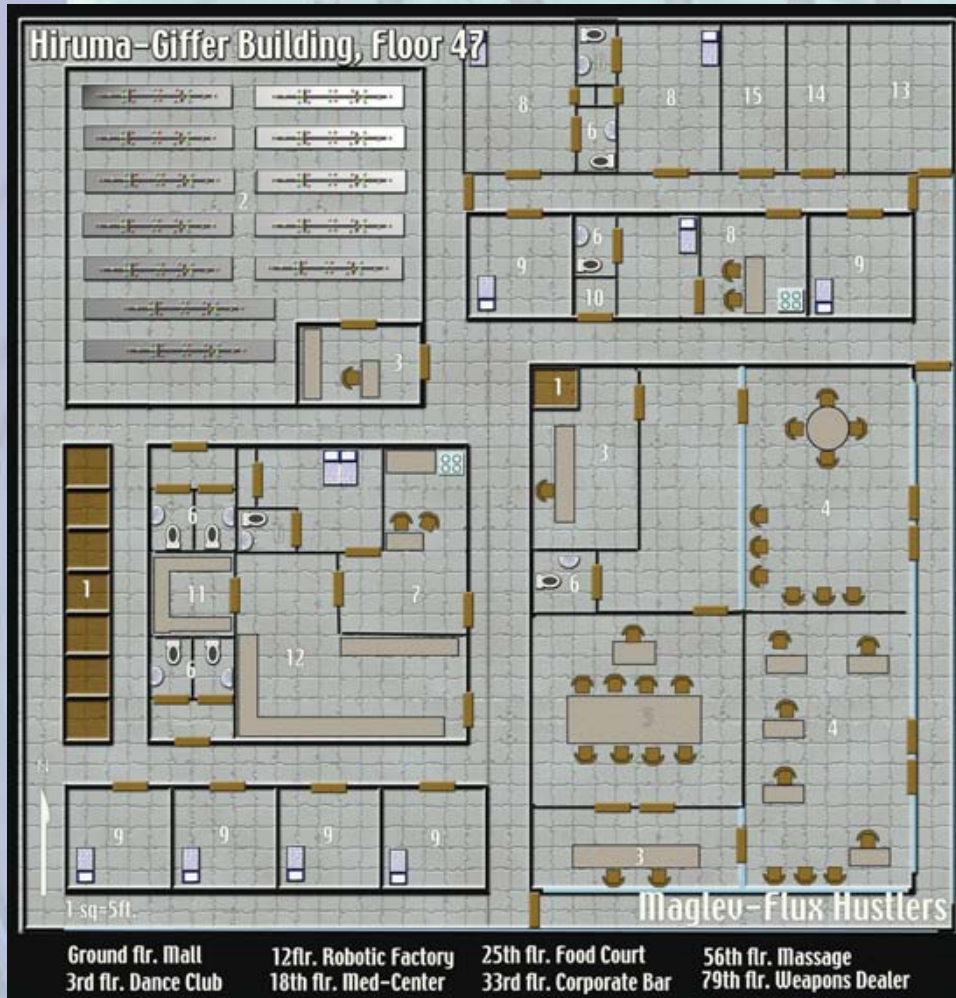 Hiruma-Giffer Building, Floor 47
8
8
15
14
13
6
2
6
8
9
9
10
3
1
3
7
4
6
6
1
11
7
12
6
5
4
N
9
9
9
9
3
1 sq=5ft.
Maglev-Flux Hustlers
Ground flr. Mall
3rd flr. Dance Club
12flr. Robotic Factory
18th flr. Med-Center
25th flr. Food Court
33rd flr. Corporate Bar
56th flr. Massage
79th flr. Weapons Dealer